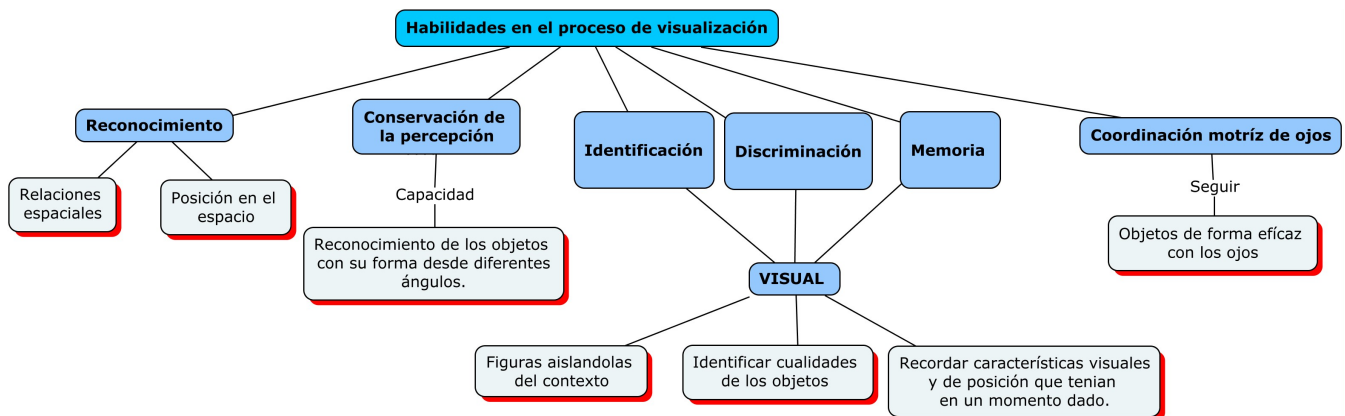 Habilidades en el proceso de visualización
Reconocimiento
Conservación de
la percepción
Identificación
Discriminación
Memoria
Coordinación motríz de ojos
Relaciones
espaciales
Posición en el
espacio
Capacidad
Reconocimiento de los objetos
con su forma desde diferentes
ángulos.
Seguir
Objetos de forma efícaz
con los ojos
VISUAL
Figuras aislandolas
del contexto
Identificar cualidades
de los objetos
Recordar características visuales
y de posición que tenian
en un momento dado.